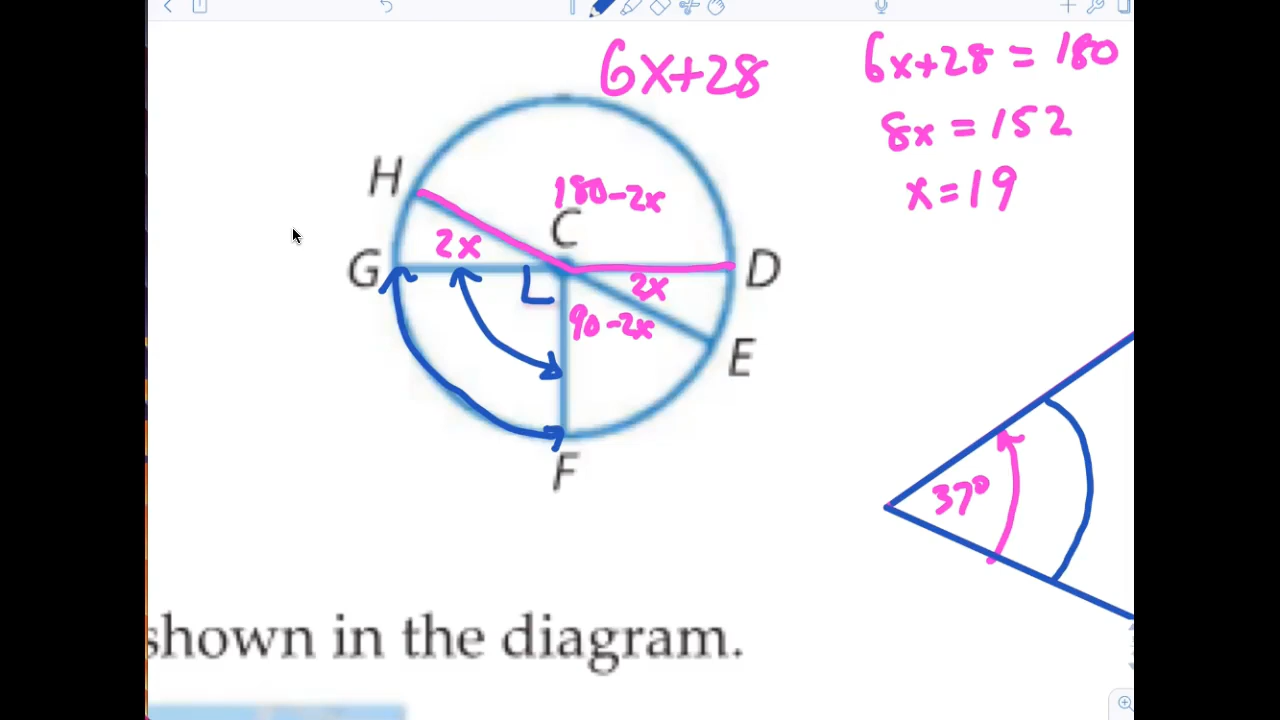 6x+28
6x+28 = 180
8x = 152
x=19
H
180-2x
C
2x
G
D
2x
90-2x
E
F
37°
shown in the diagram.